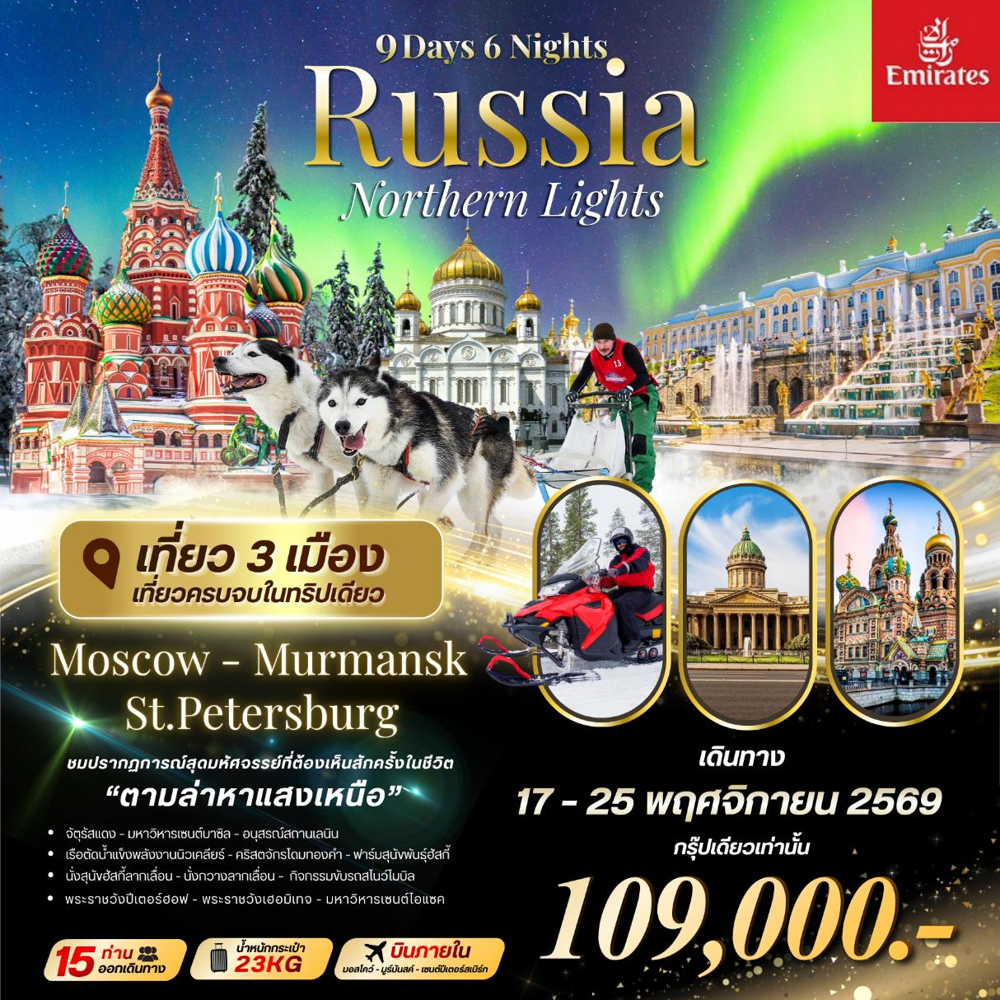 9 Days 6 Nights
Russia
Northern Lights
Emirates
13
เที่ยว 3 เมือง
เที่ยวครบจบในทริปเดียว
Moscow - Murmansk
St.Petersburg
ชมปรากฏการณ์สุดมหัศจรรย์ที่ต้องเห็นสักครั้งในชีวิต
“ตามล่าหาแสงเหนือ”
• จัตุรัสแดง - มหาวิหารเซนต์บาซิล - อนุสรณ์สถานเลนิน
• เรือตัดน้ำแข็งพลังงานนิวเคลียร์ - คริสตจักรโดมทองคำ - ฟาร์มสุนัขพันธุ์ฮัสกี้
• นั่งสุนัขฮัสกี้ลากเลื่อน - นั่งกวางลากเลื่อน - กิจกรรมขับรถสโนว์โมบิล
• พระราชวังปีเตอร์ฮอฟ - พระราชวังเฮอมิเทจ - มหาวิหารเซนต์ไอแซค
เดินทาง
17 - 25 พฤศจิกายน 2569
กรุ๊ปเดียวเท่านั้น
109,000.-
15 ท่าน
ออกเดินทาง
น้ำหนักกระเป๋า
23KG
บินภายใน
มอสโคว์ - มูร์มันสค์ - เซนต์ปีเตอร์สเบิร์ก